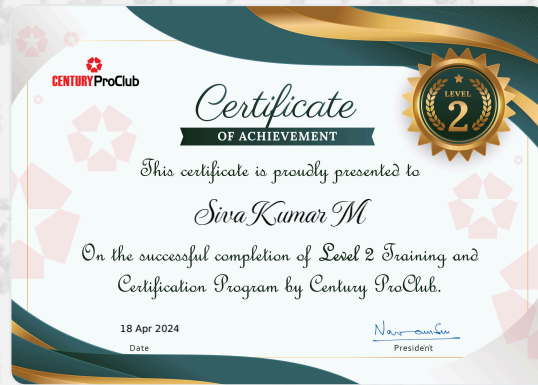 CENTURY ProClub
Certificate
OF ACHIEVEMENT
LEVEL
2
This certificate is proudly presented to
Siva Kumar M
On the successful completion of Level 2 Training and
Certification Program by Century ProClub.
18 Apr 2024
Date
President